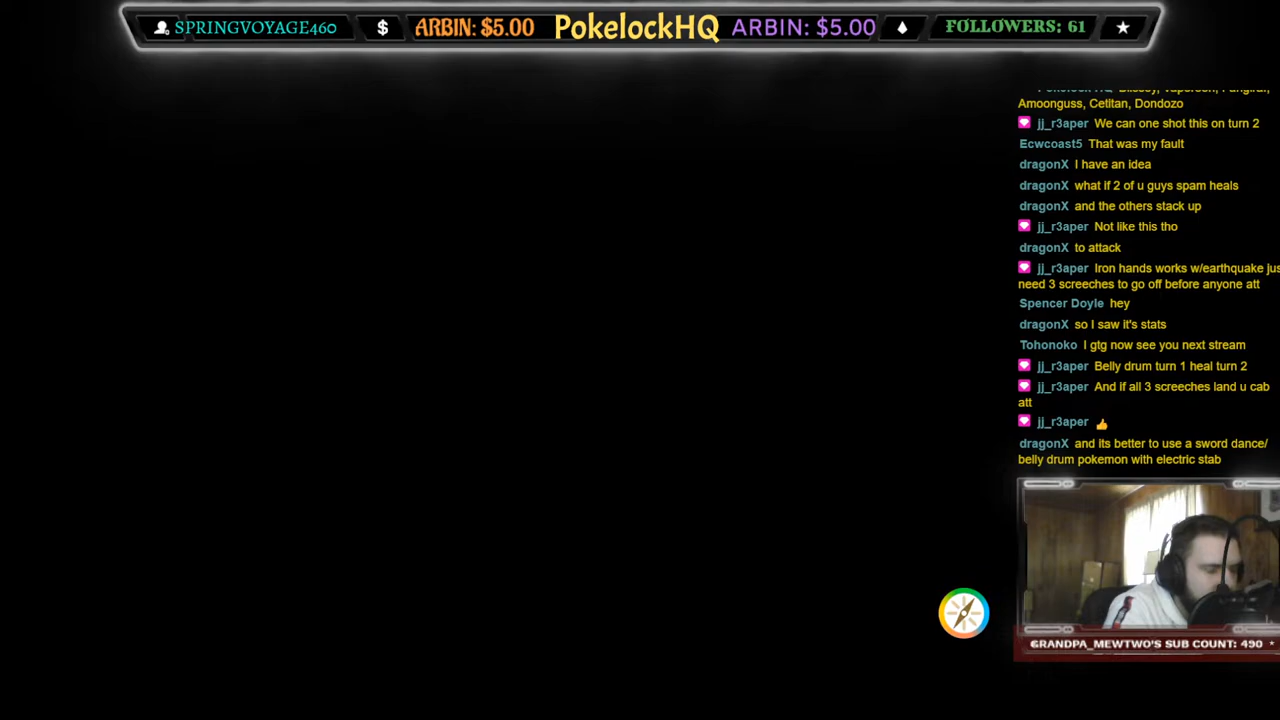 SPRINGVOYAGE460 $ ARBIN: $5.00 PokelockHQ ARBIN: $5.00 FOLLOWERS: 61
Amoonguss, Cetitan, Dondozo
jj_r3aper We can one shot this on turn 2
Ecwcoast5 That was my fault
dragonX I have an idea
dragonX what if 2 of u guys spam heals
dragonX and the others stack up
jj_r3aper Not like this tho
dragonX to attack
jj_r3aper Iron hands works w/earthquake jus
need 3 screeches to go off before anyone att
Spencer Doyle hey
dragonX so I saw it's stats
Tohonoko I gtg now see you next stream
jj_r3aper Belly drum turn 1 heal turn 2
jj_r3aper And if all 3 screeches land u cab
att
jj_r3aper 👍
dragonX and its better to use a sword dance/
belly drum pokemon with electric stab
GRANDPA_MEWTWO'S SUB COUNT: 490 *